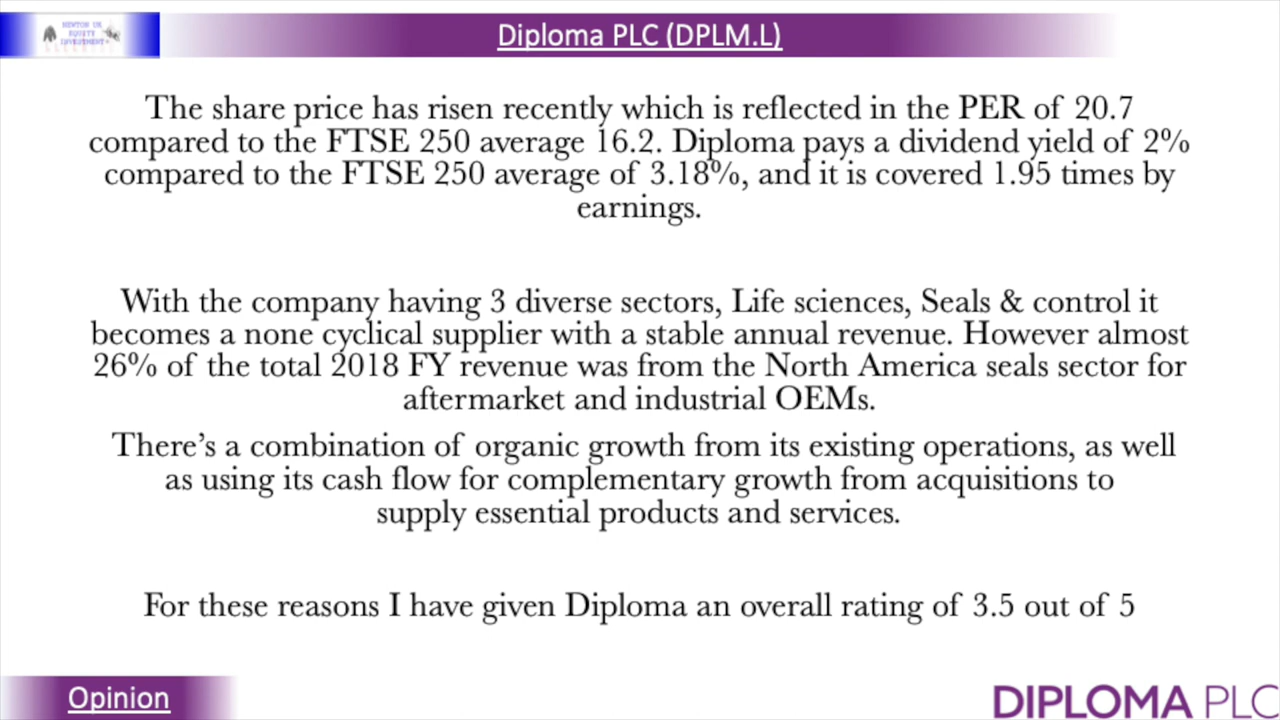 MENTOR UK
EQUITY
INVESTMENT
Diploma PLC (DPLM.L)
The share price has risen recently which is reflected in the PER of 20.7
compared to the FTSE 250 average 16.2. Diploma pays a dividend yield of 2%
compared to the FTSE 250 average of 3.18%, and it is covered 1.95 times by
earnings.
With the company having 3 diverse sectors, Life sciences, Seals & control it
becomes a none cyclical supplier with a stable annual revenue. However almost
26% of the total 2018 FY revenue was from the North America seals sector for
aftermarket and industrial OEMs.
There’s a combination of organic growth from its existing operations, as well
as using its cash flow for complementary growth from acquisitions to
supply essential products and services.
For these reasons I have given Diploma an overall rating of 3.5 out of 5
Opinion
DIPLOMA PLC